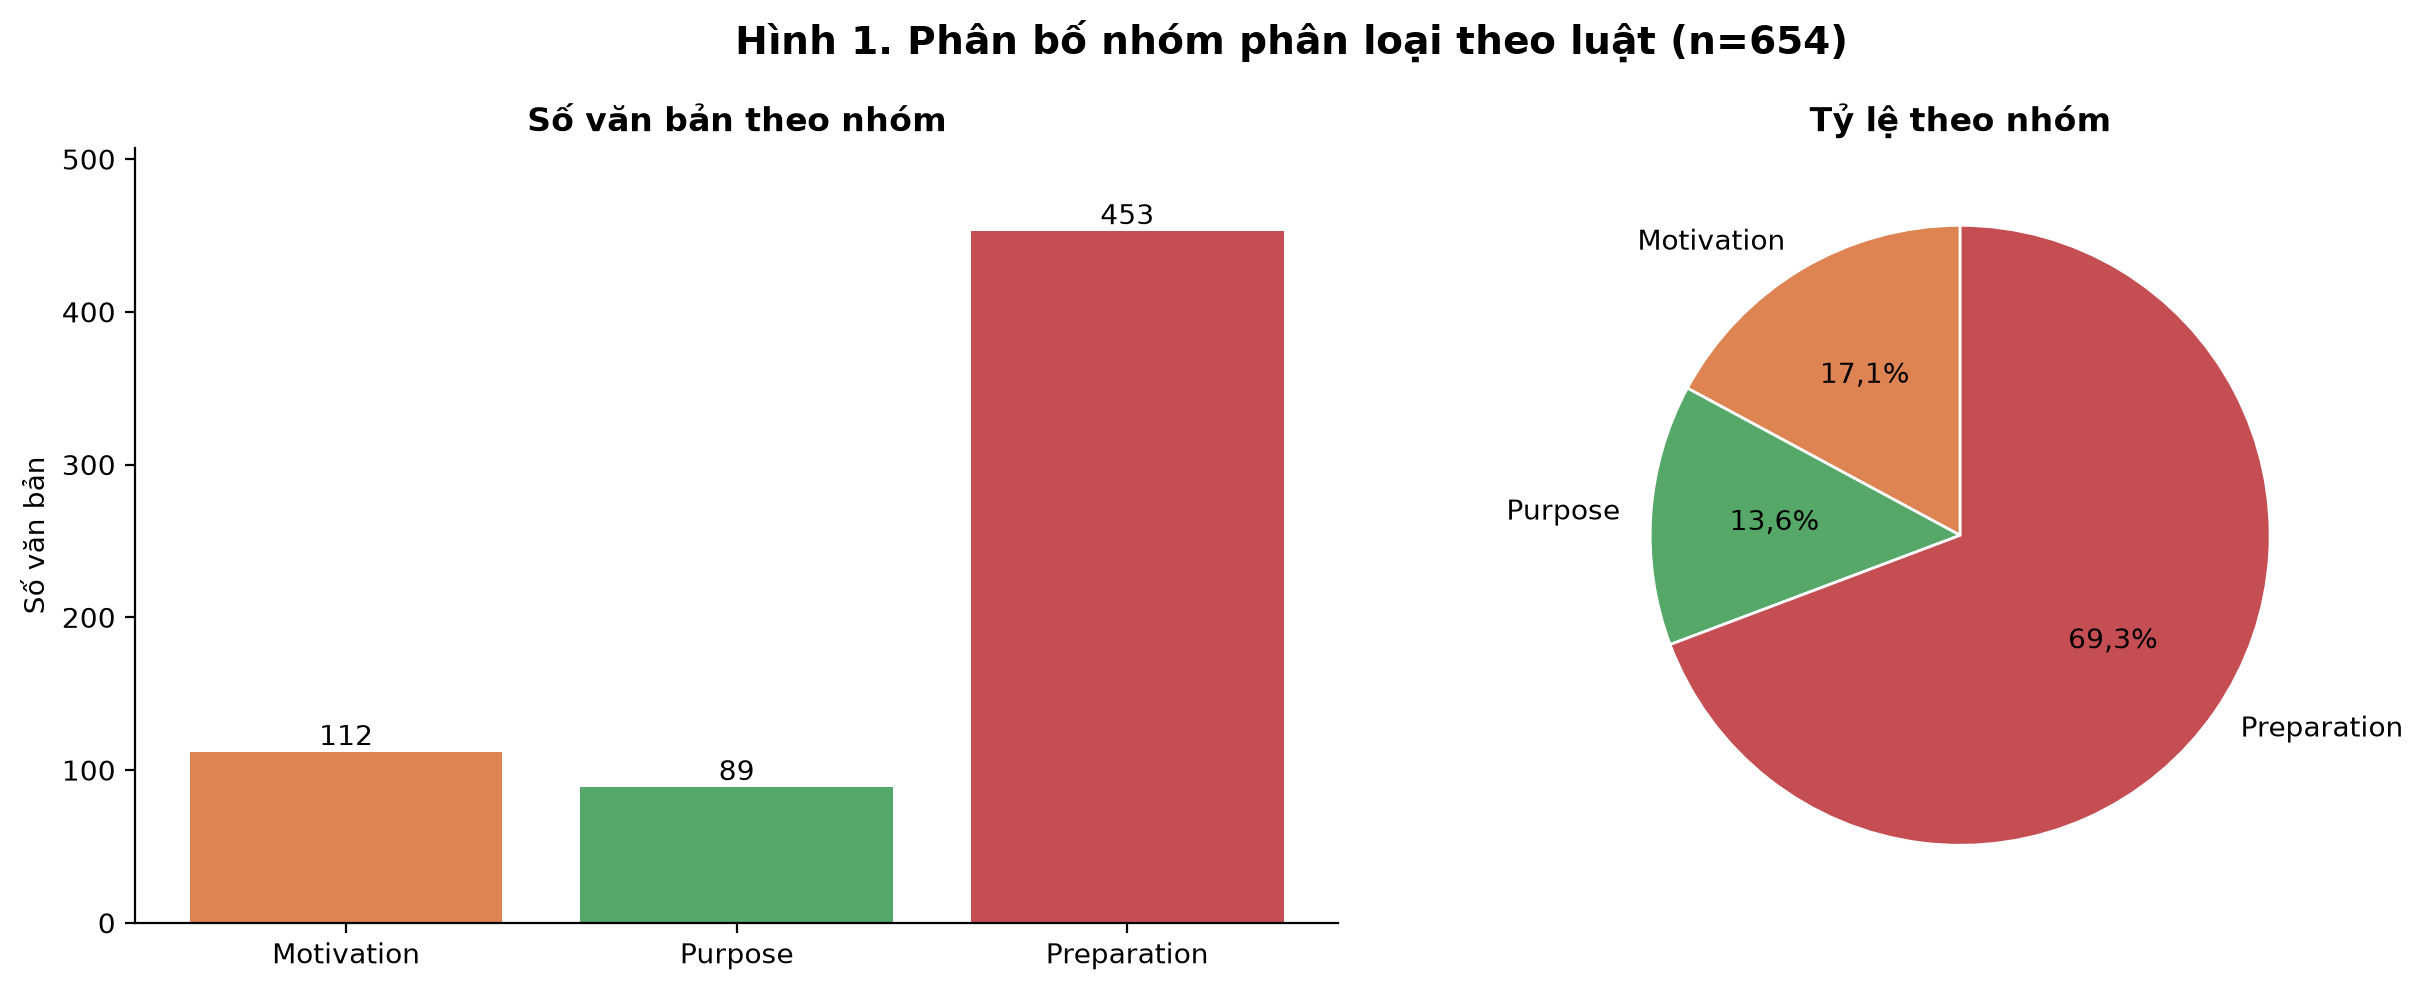 Hình 1. Phân bố nhóm phân loại theo luật (n=654)
Số văn bản theo nhóm
500
400
300
200
100
0
Số văn bản
453
112
89
Motivation
Purpose
Preparation
Tỷ lệ theo nhóm
Motivation
17,1%
Purpose
13,6%
69,3%
Preparation